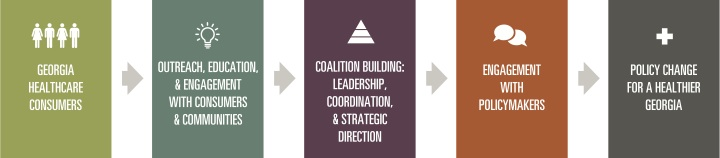 GEORGIA
HEALTHCARE
CONSUMERS
OUTREACH, EDUCATION,
& ENGAGEMENT
WITH CONSUMERS
& COMMUNITIES
COALITION BUILDING:
LEADERSHIP,
COORDINATION,
& STRATEGIC
DIRECTION
ENGAGEMENT
WITH
POLICYMAKERS
POLICY CHANGE
FOR A HEALTHIER
GEORGIA